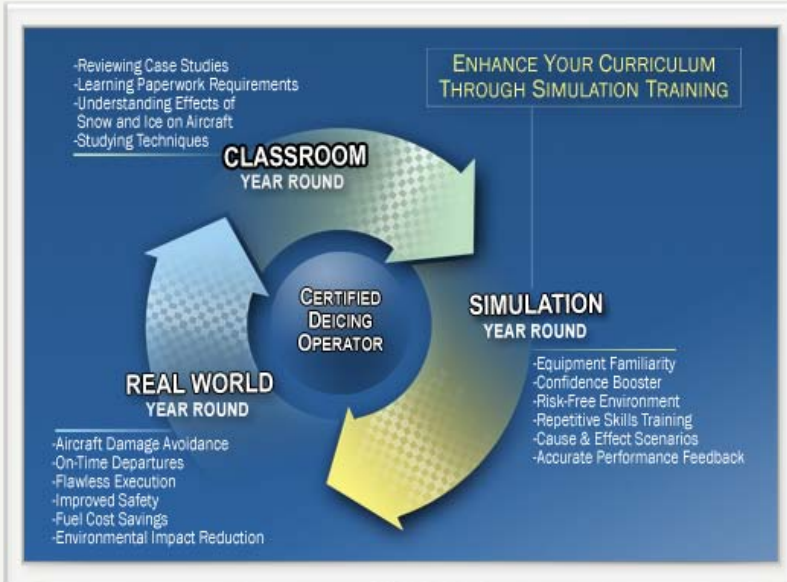 -Reviewing Case Studies
-Learning Paperwork Requirements
-Understanding Effects of
Snow and Ice on Aircraft
-Studying Techniques
ENHANCE YOUR CURRICULUM
THROUGH SIMULATION TRAINING
CLASSROOM
YEAR ROUND
CERTIFIED
DEICING
OPERATOR
SIMULATION
YEAR ROUND
-Equipment Familiarity
-Confidence Booster
-Risk-Free Environment
-Repetitive Skills Training
-Cause & Effect Scenarios
-Accurate Performance Feedback
REAL WORLD
YEAR ROUND
-Aircraft Damage Avoidance
-On-Time Departures
-Flawless Execution
-Improved Safety
-Fuel Cost Savings
-Environmental Impact Reduction